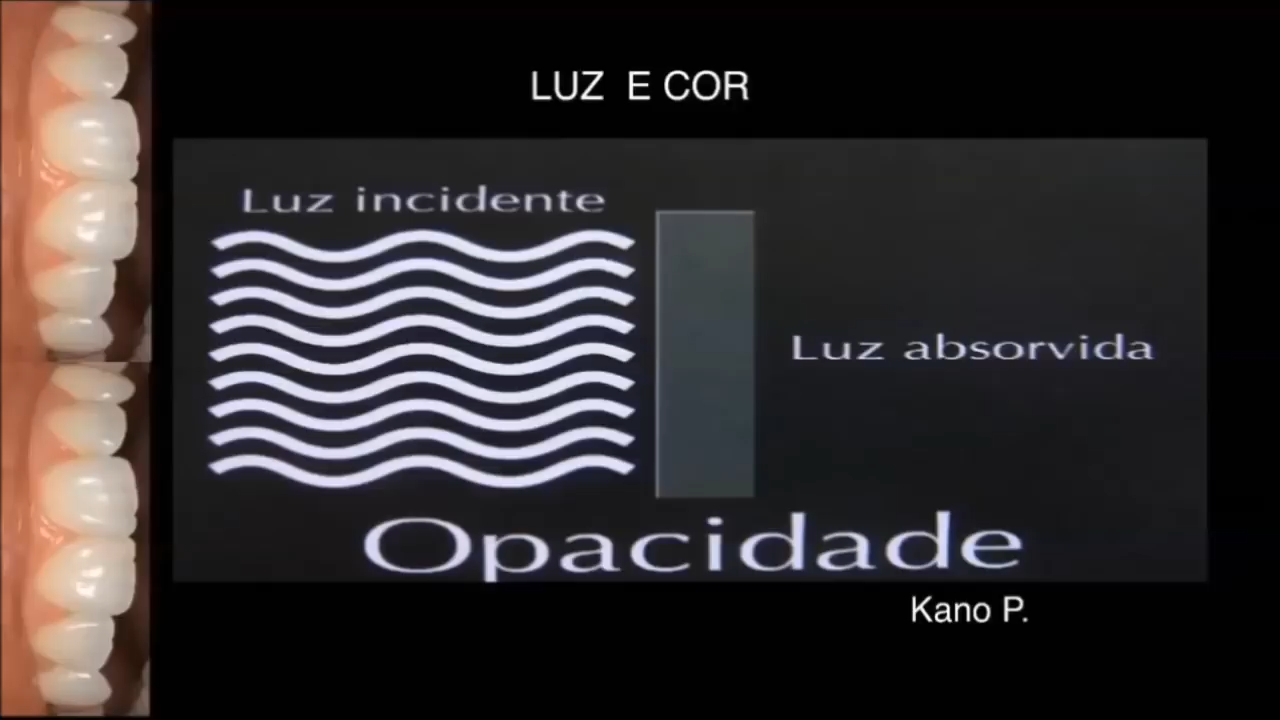 LUZ E COR
Luz incidente
Luz absorvida
Opacidade
Kano P.